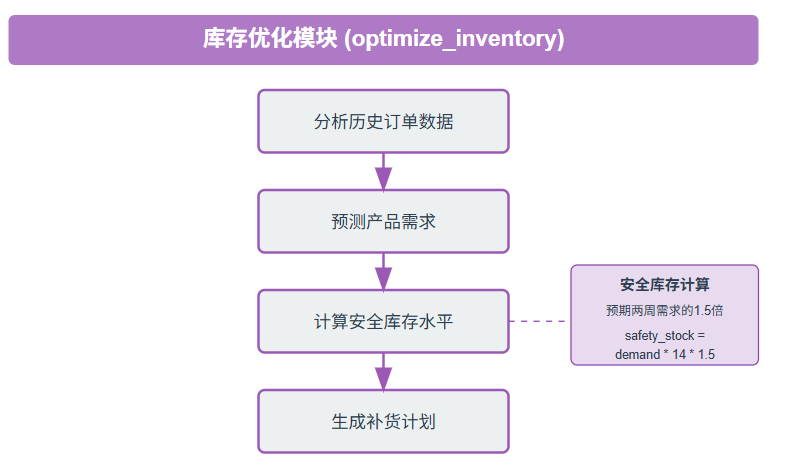 库存优化模块 (optimize_inventory)
分析历史订单数据
预测产品需求
计算安全库存水平
安全库存计算
预期两周需求的1.5倍
safety_stock =
demand * 14 * 1.5
生成补货计划